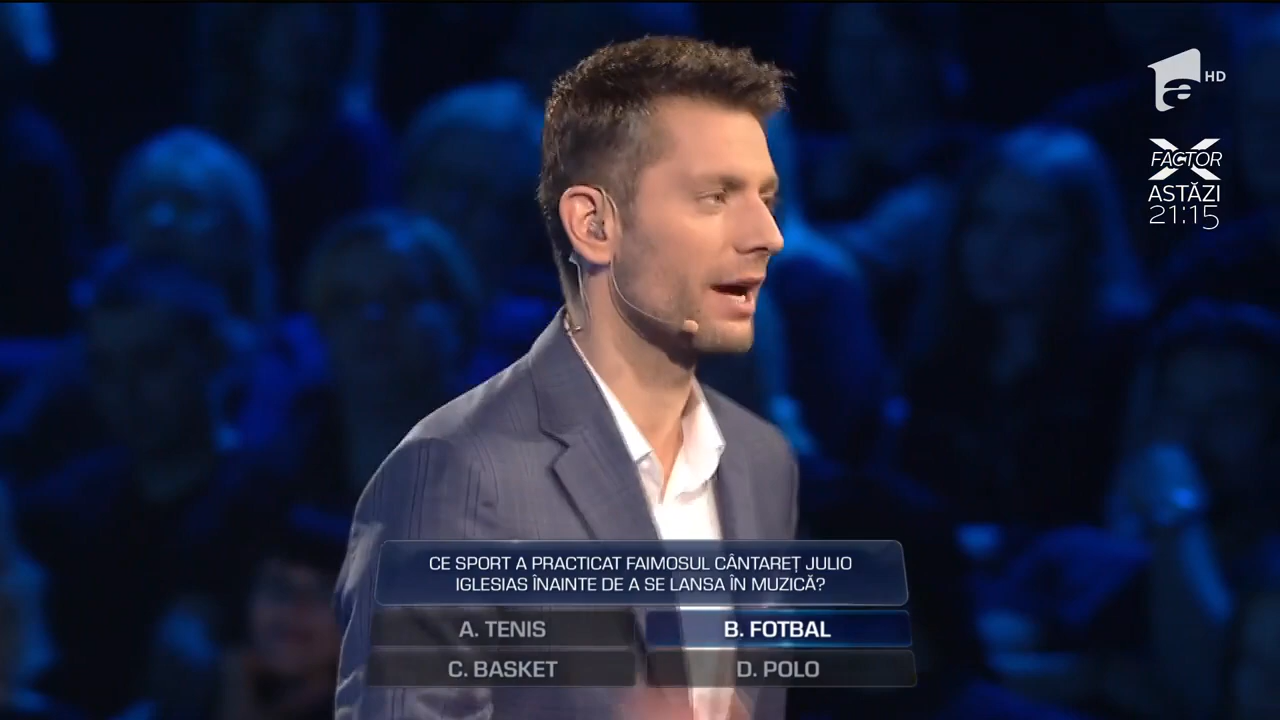 a HD
X FACTOR
ASTĂZI
21:15
CE SPORT A PRACTICAT FAIMOSUL CÂNTAREȚ JULIO
IGLESIAS ÎNAINTE DE A SE LANSA ÎN MUZICĂ?
A. TENIS
B. FOTBAL
C. BASKET
D. POLO